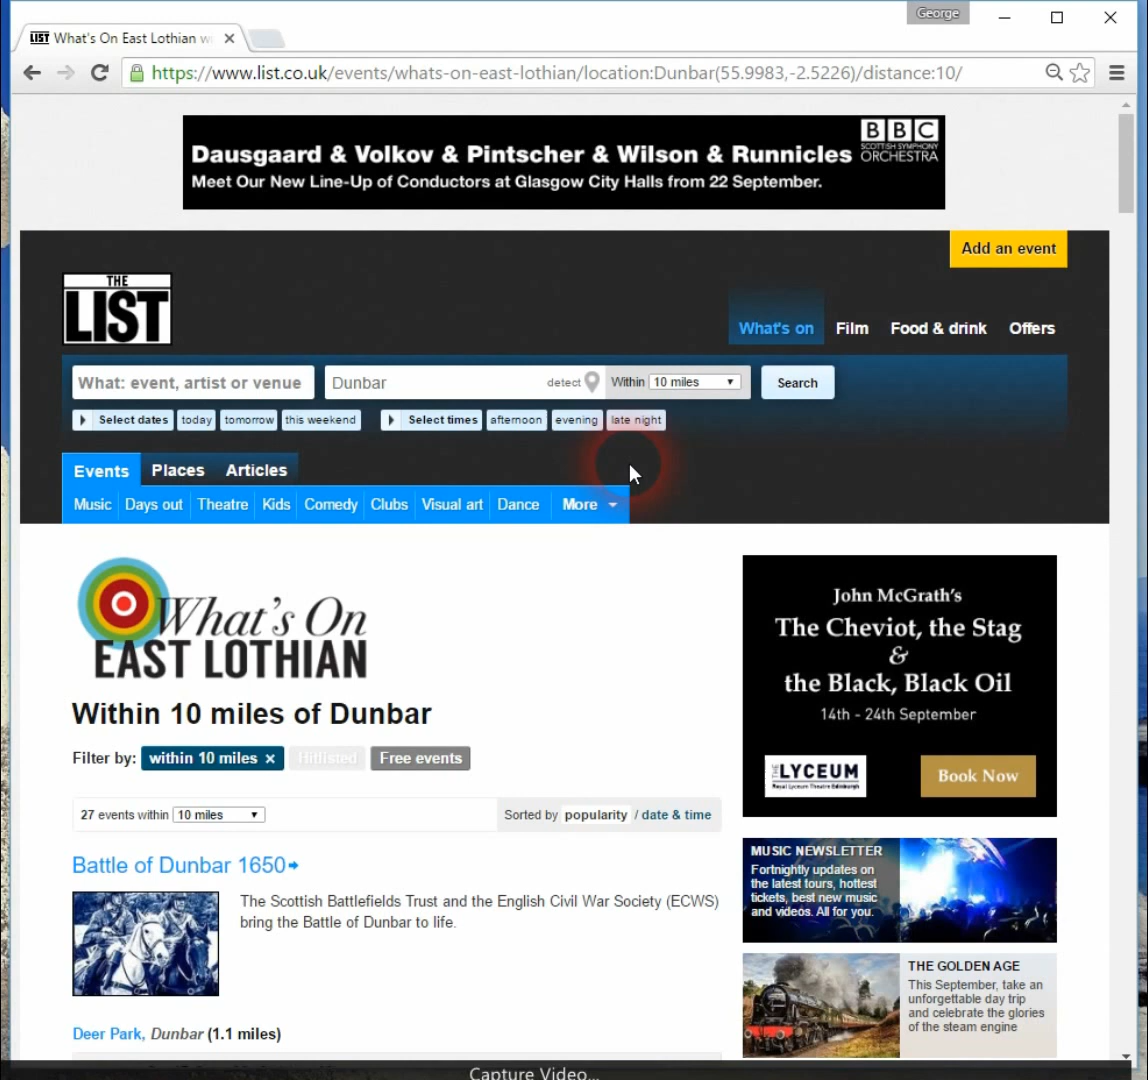 George
LIST What's On East Lothian w
https://www.list.co.uk/events/whats-on-east-lothian/location:Dunbar(55.9983,-2.5226)/distance:10/
Dausgaard & Volkov & Pintscher & Wilson & Runnicles
Meet Our New Line-Up of Conductors at Glasgow City Halls from 22 September.
BBC
SCOTTISH SYMPHONY
ORCHESTRA
Add an event
THE
LIST
What's on Film Food & drink Offers
What: event, artist or venue Dunbar detect Within 10 miles Search
Select dates today tomorrow this weekend Select times afternoon evening late night
Events Places Articles
Music Days out Theatre Kids Comedy Clubs Visual art Dance More
What's On
EAST LOTHIAN
Within 10 miles of Dunbar
Filter by: within 10 miles × Hitlisted Free events
27 events within 10 miles Sorted by popularity / date & time
Battle of Dunbar 1650
The Scottish Battlefields Trust and the English Civil War Society (ECWS)
bring the Battle of Dunbar to life.
Deer Park, Dunbar (1.1 miles)
John McGrath's
The Cheviot, the Stag
&
the Black, Black Oil
14th - 24th September
THE LYCEUM
Royal Lyceum Theatre Edinburgh
Book Now
MUSIC NEWSLETTER
Fortnightly updates on
the latest tours, hottest
tickets, best new music
and videos. All for you.
THE GOLDEN AGE
This September, take an
unforgettable day trip
and celebrate the glories
of the steam engine
Capture Video...